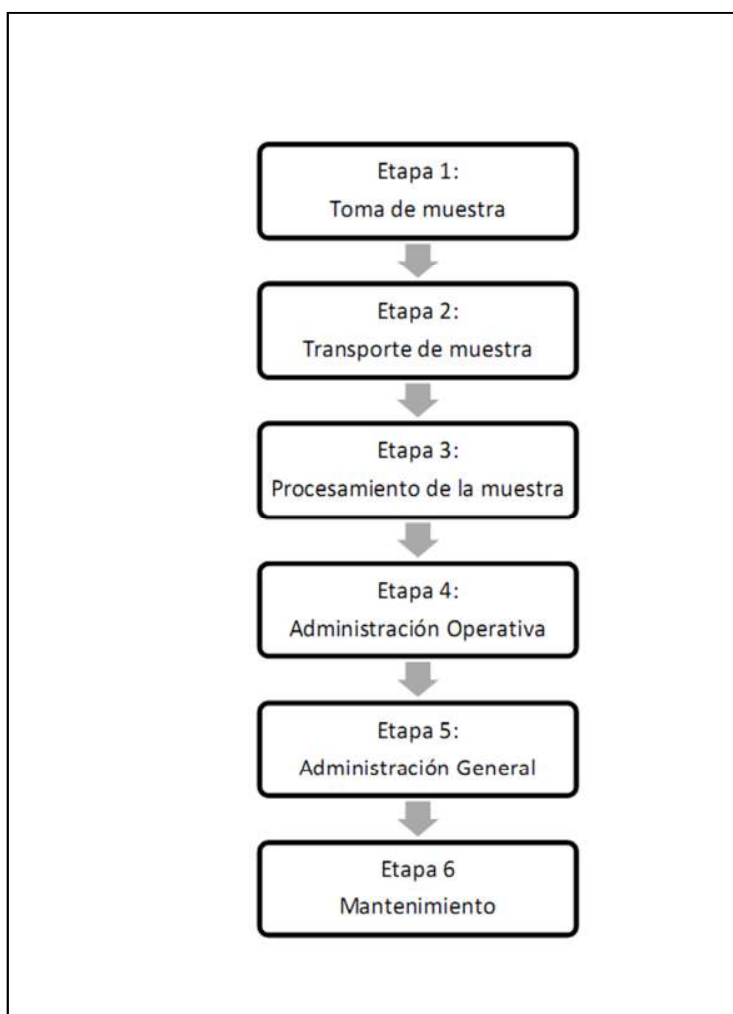 Etapa 1:
Toma de muestra
Etapa 2:
Transporte de muestra
Etapa 3:
Procesamiento de la muestra
Etapa 4:
Administración Operativa
Etapa 5:
Administración General
Etapa 6
Mantenimiento